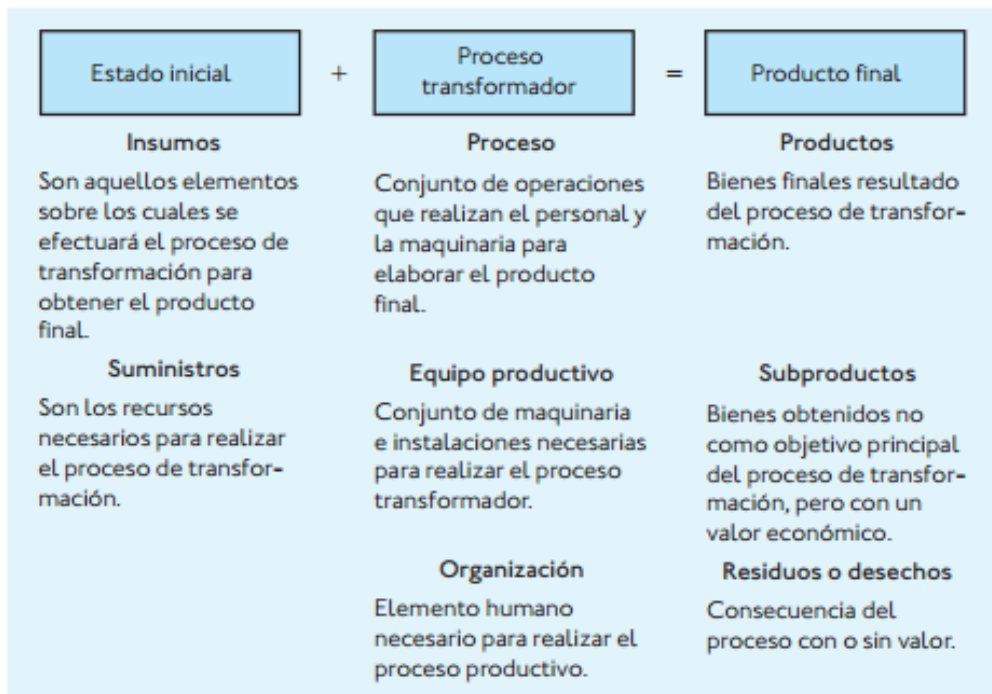 Estado inicial
+
Proceso
transformador
=
Producto final
Insumos
Son aquellos elementos
sobre los cuales se
efectuará el proceso de
transformación para
obtener el producto
final.
Suministros
Son los recursos
necesarios para realizar
el proceso de transfor-
mación.
Proceso
Conjunto de operaciones
que realizan el personal y
la maquinaria para
elaborar el producto
final.
Equipo productivo
Conjunto de maquinaria
e instalaciones necesarias
para realizar el proceso
transformador.
Organización
Elemento humano
necesario para realizar el
proceso productivo.
Productos
Bienes finales resultado
del proceso de transfor-
mación.
Subproductos
Bienes obtenidos no
como objetivo principal
del proceso de transfor-
mación, pero con un
valor económico.
Residuos o desechos
Consecuencia del
proceso con o sin valor.